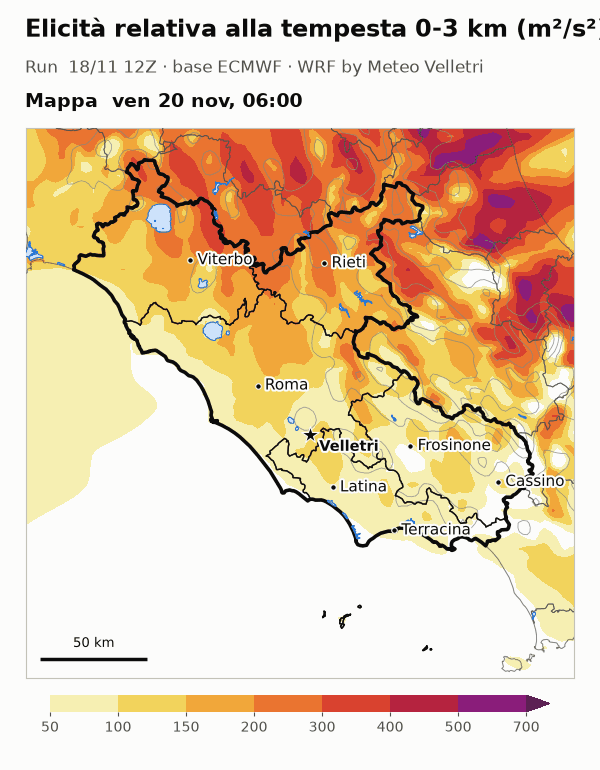 Elicità relativa alla tempesta 0-3 km (m²/s²)
Run 18/11 12Z · base ECMWF · WRF by Meteo Velletri
Mappa ven 20 nov, 06:00
Viterbo
Rieti
Roma
Velletri
Frosinone
Latina
Cassino
Terracina
50 km
50 100 150 200 300 400 500 700